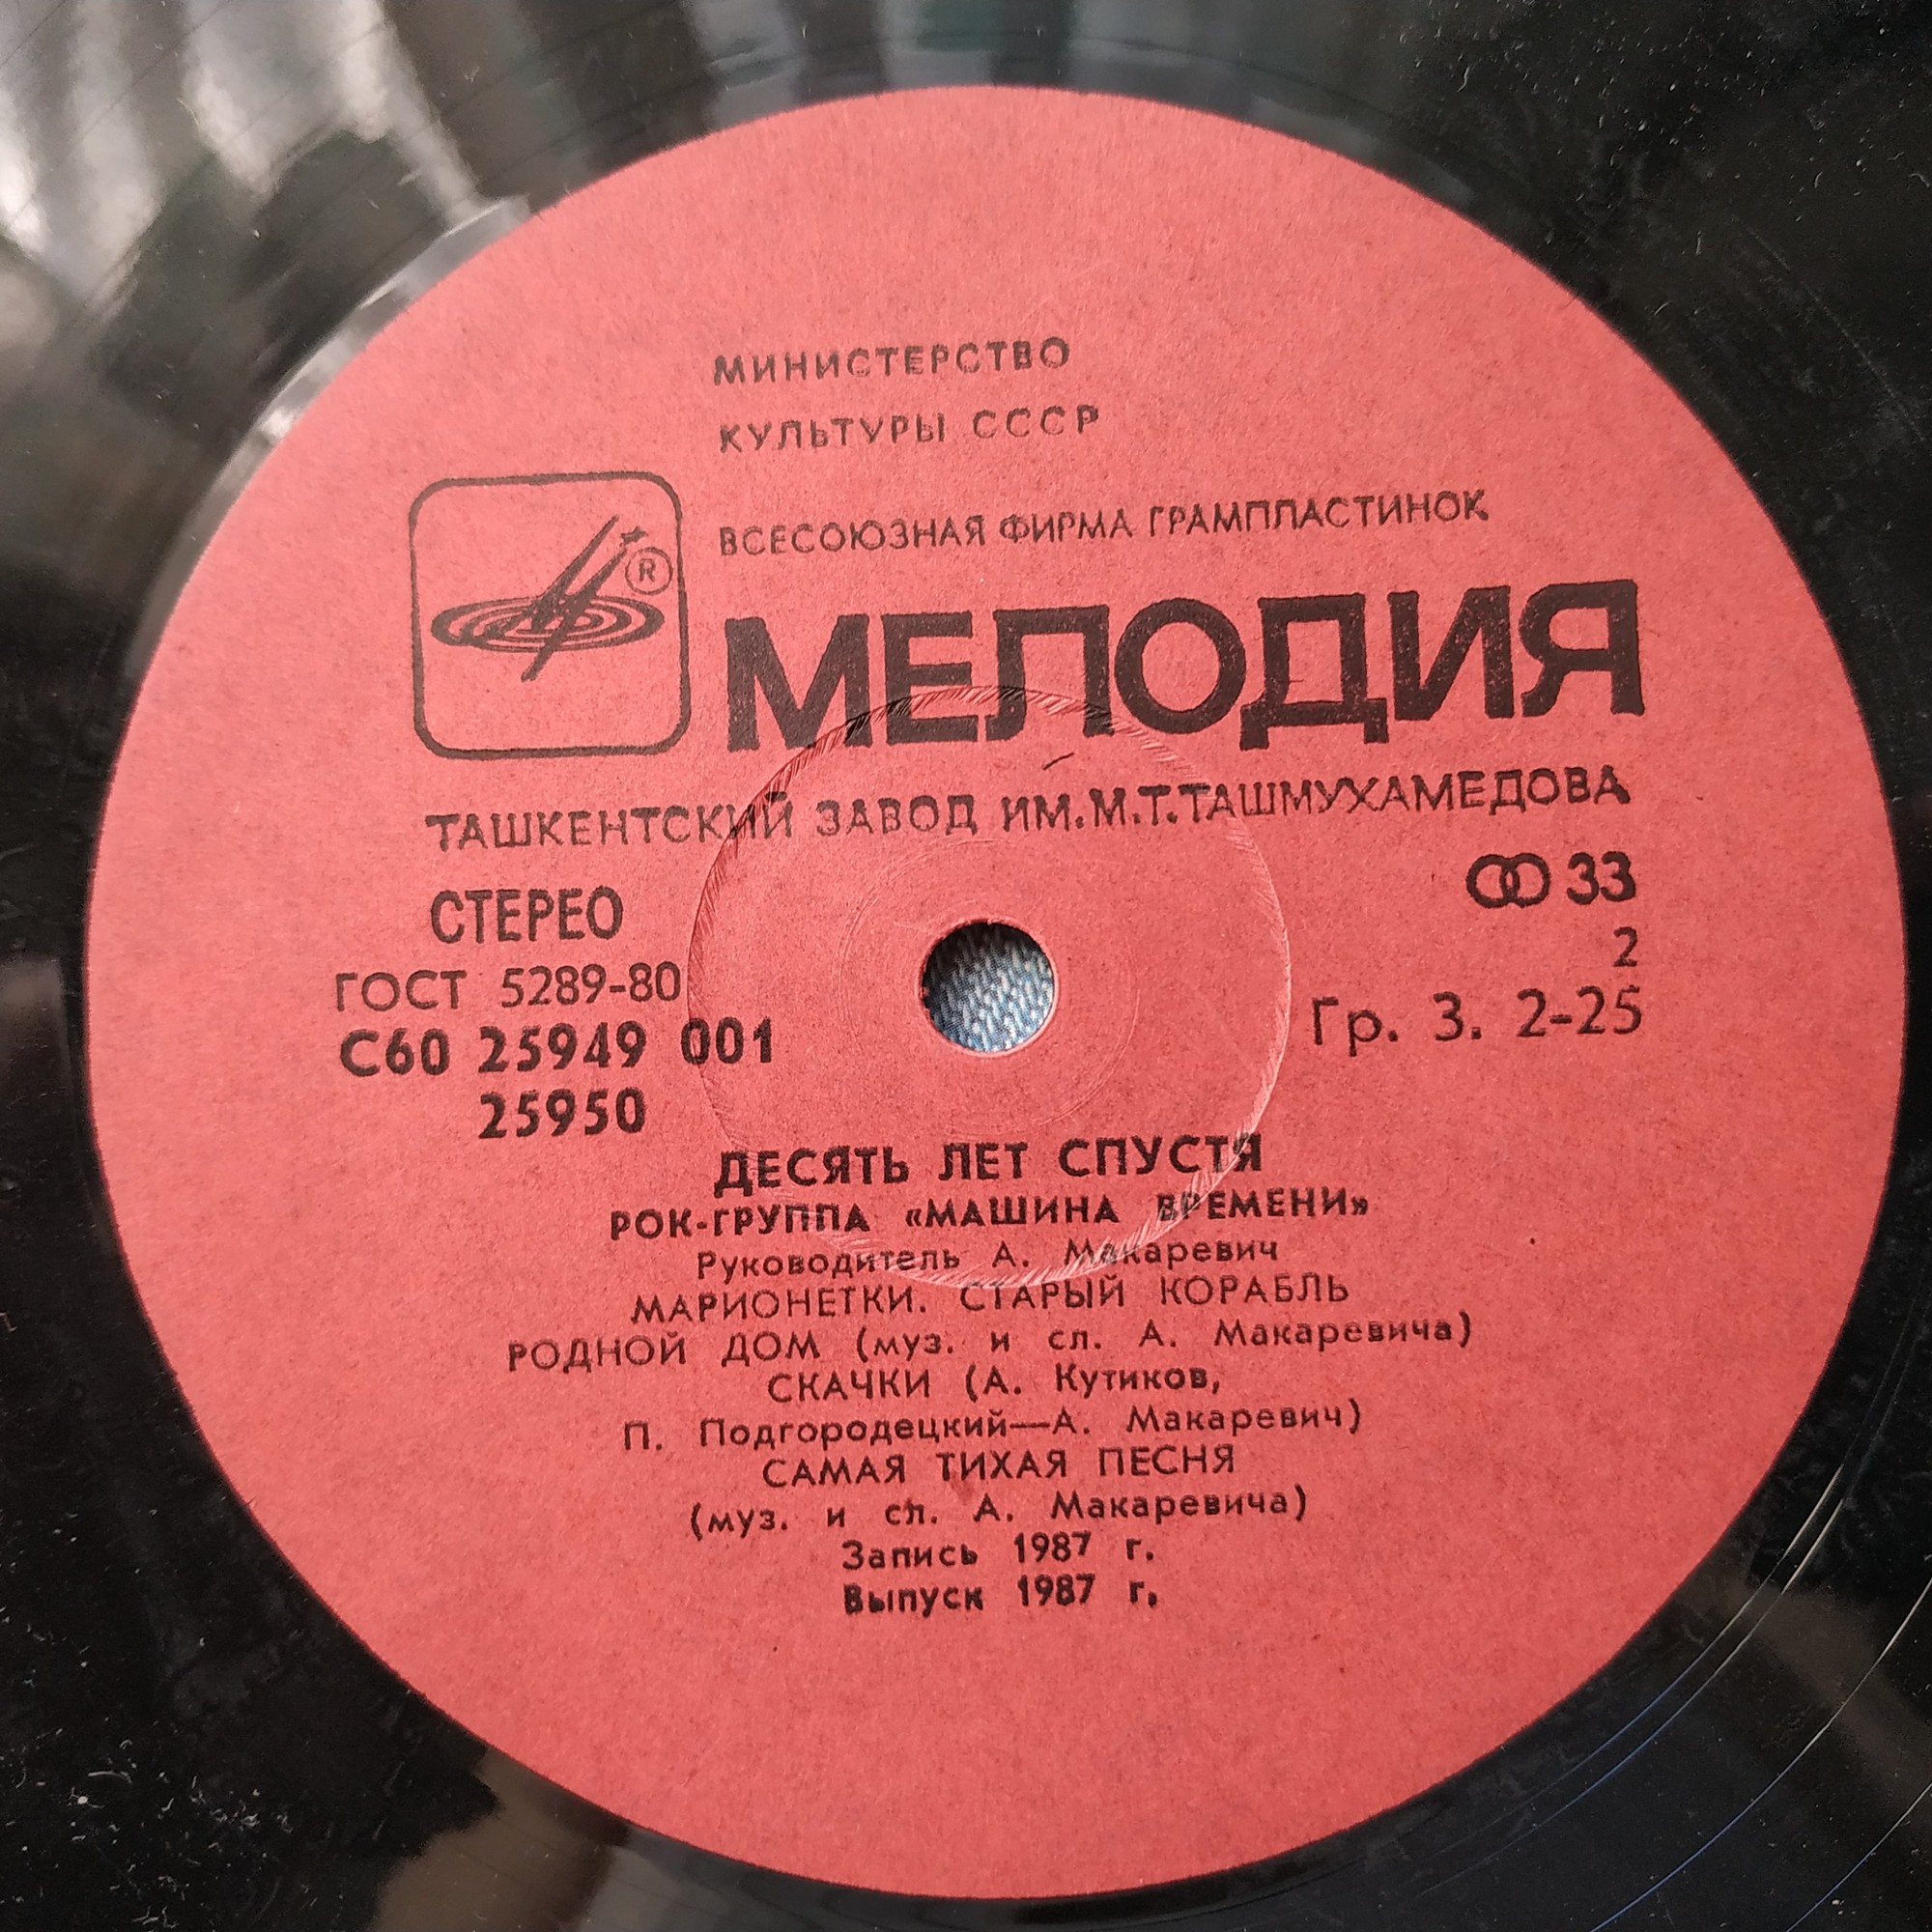 МИНИСТЕРСТВО
КУЛЬТУРЫ СССР
ВСЕСОЮЗНАЯ ФИРМА ГРАМПЛАСТИНОК
®
МЕЛОДИЯ
ТАШКЕНТСКИЙ ЗАВОД ИМ.М.Т.ТАШМУХАМЕДОВА
СТЕРЕО
33
ГОСТ 5289-80
2
С60 25949 001
Гр. 3. 2-25
25950
ДЕСЯТЬ ЛЕТ СПУСТЯ
РОК-ГРУППА «МАШИНА ВРЕМЕНИ»
Руководитель А. Макаревич
МАРИОНЕТКИ. СТАРЫЙ КОРАБЛЬ
РОДНОЙ ДОМ (муз. и сл. А. Макаревича)
СКАЧКИ (А. Кутиков,
П. Подгородецкий—А. Макаревич)
САМАЯ ТИХАЯ ПЕСНЯ
(муз. и сл. А. Макаревича)
Запись 1987 г.
Выпуск 1987 г.